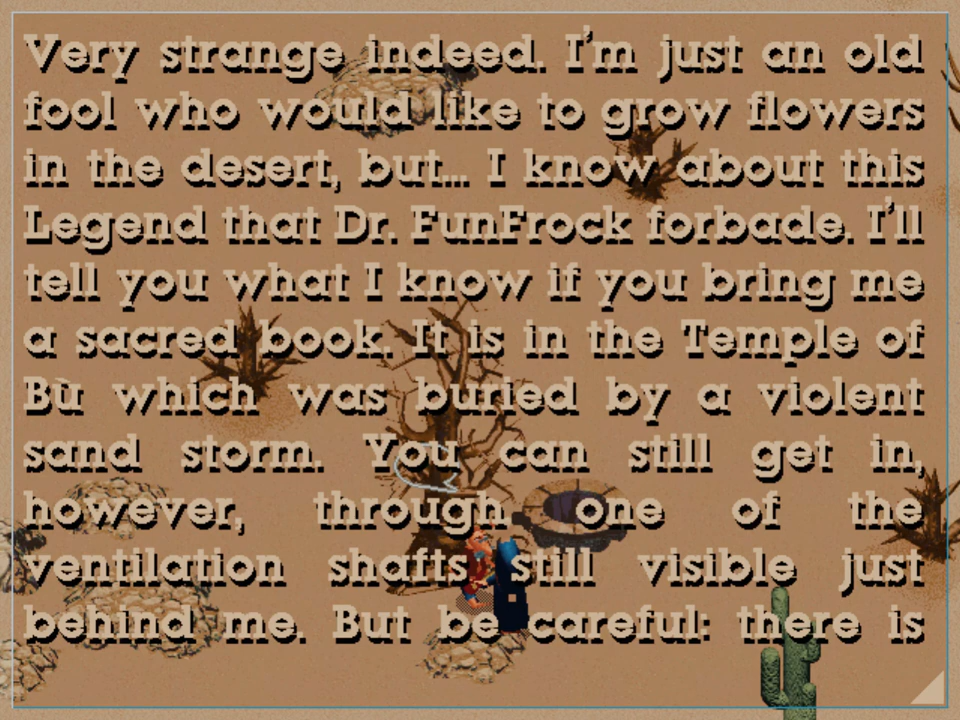 Very strange indeed. I'm just an old
fool who would like to grow flowers
in the desert, but... I know about this
Legend that Dr. FunFrock forbade. I'll
tell you what I know if you bring me
a sacred book. It is in the Temple of
Bù which was buried by a violent
sand storm. You can still get in,
however, through one of the
ventilation shafts still visible just
behind me. But be careful: there is